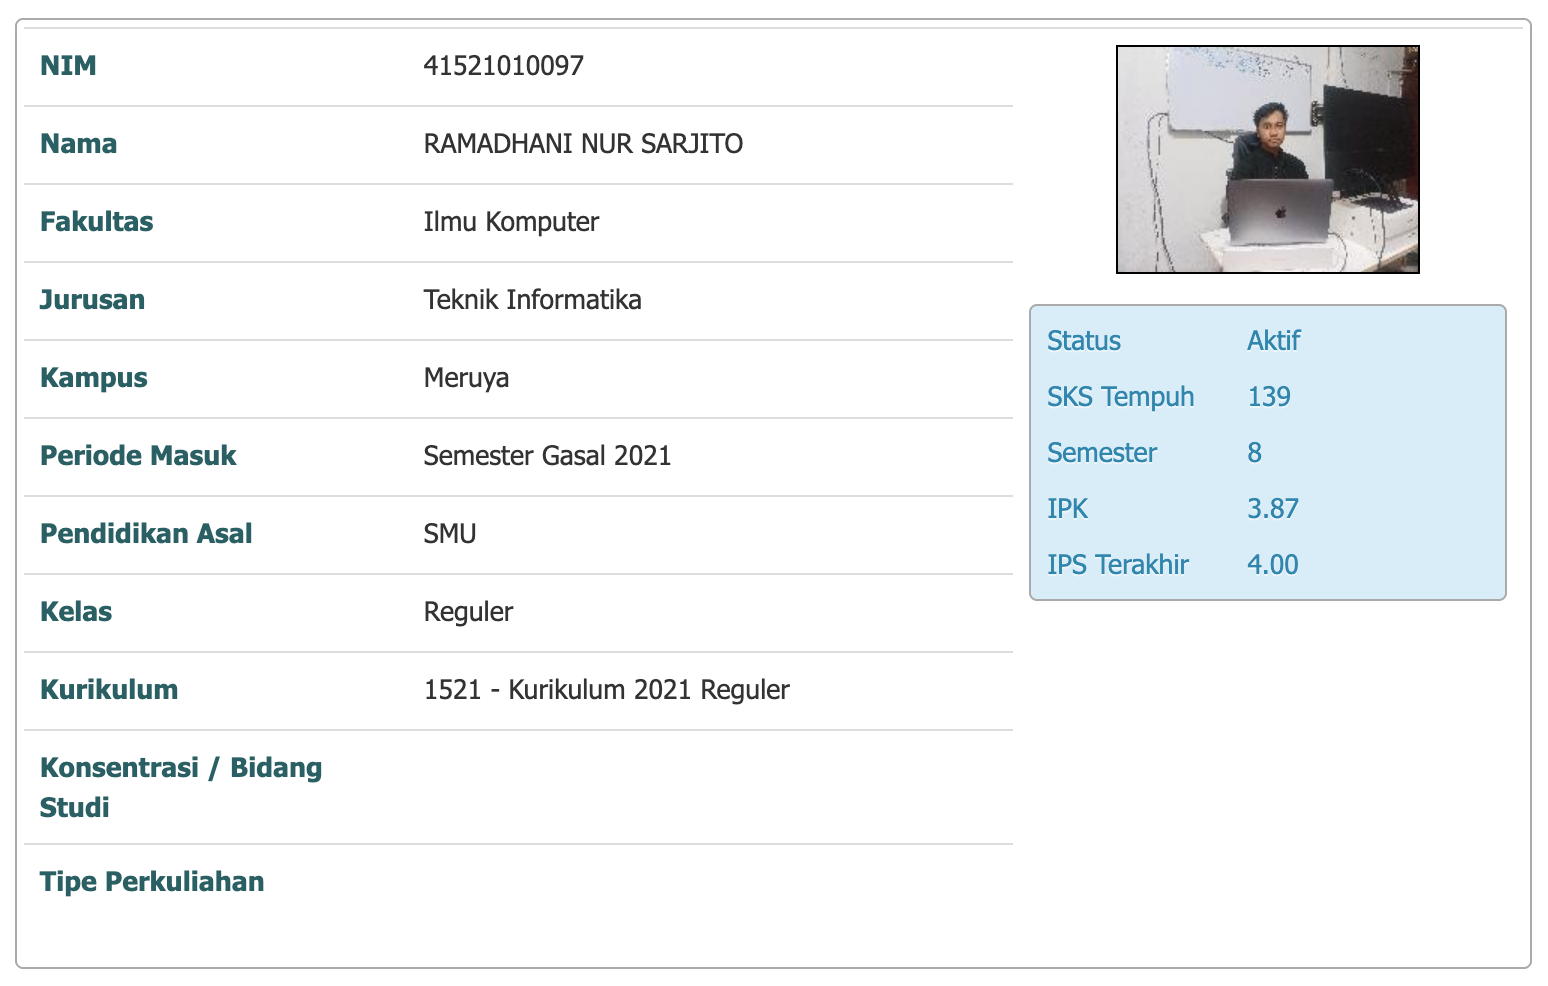 NIM 41521010097
Nama RAMADHANI NUR SARJITO
Fakultas Ilmu Komputer
Jurusan Teknik Informatika
Kampus Meruya
Periode Masuk Semester Gasal 2021
Pendidikan Asal SMU
Kelas Reguler
Kurikulum 1521 - Kurikulum 2021 Reguler
Konsentrasi / Bidang
Studi
Tipe Perkuliahan
Status Aktif
SKS Tempuh 139
Semester 8
IPK 3.87
IPS Terakhir 4.00